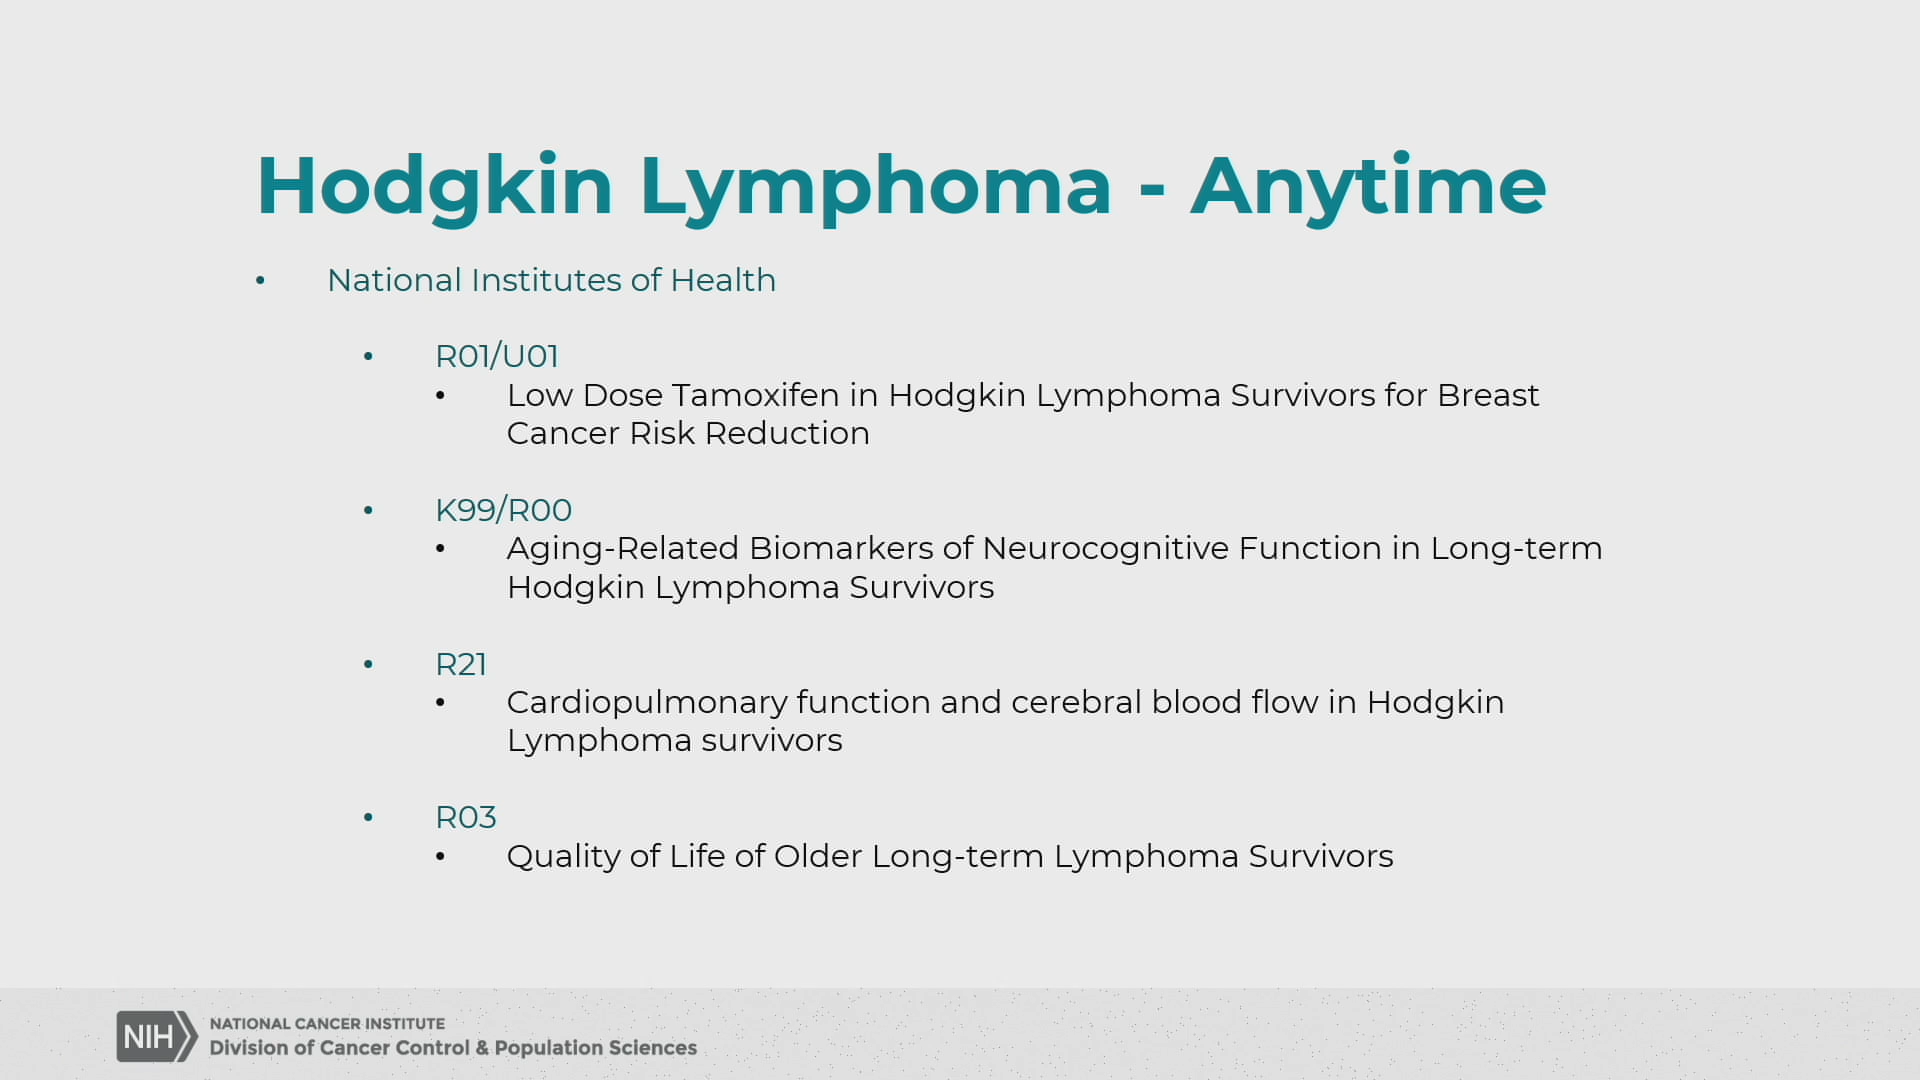 Hodgkin Lymphoma - Anytime
• National Institutes of Health
• R01/U01
• Low Dose Tamoxifen in Hodgkin Lymphoma Survivors for Breast
Cancer Risk Reduction
• K99/R00
• Aging-Related Biomarkers of Neurocognitive Function in Long-term
Hodgkin Lymphoma Survivors
• R21
• Cardiopulmonary function and cerebral blood flow in Hodgkin
Lymphoma survivors
• R03
• Quality of Life of Older Long-term Lymphoma Survivors
NIH
NATIONAL CANCER INSTITUTE
Division of Cancer Control & Population Sciences